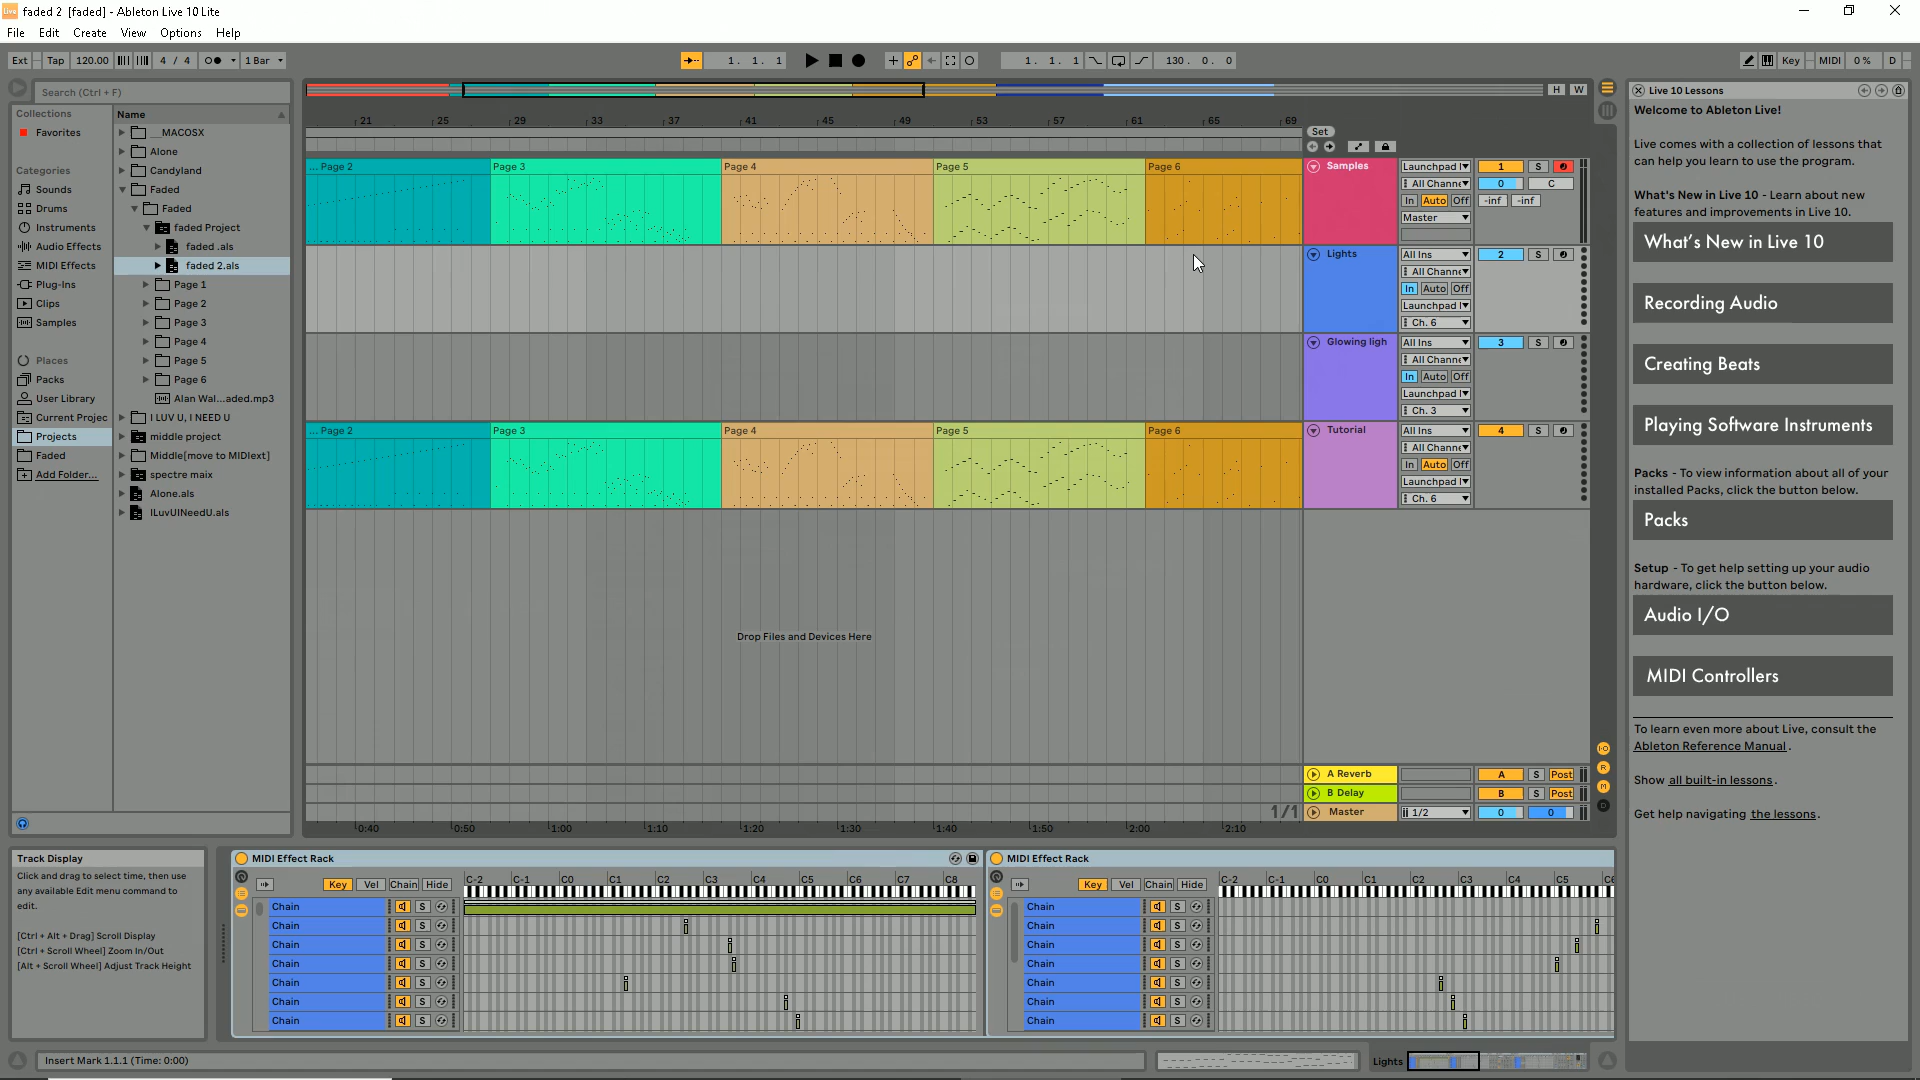 faded 2  [faded] - Ableton Live 10 Lite
File Edit Create View Options Help
Ext Tap 120.00 4 / 4 1 Bar 1. 1. 1 1. 1. 1 130. 0. 0 Key MIDI 0 % D
Search (Ctrl + F)
Collections
Favorites
Categories
Sounds
Drums
Instruments
Audio Effects
MIDI Effects
Plug-Ins
Clips
Samples
Places
Packs
User Library
Current Projec
Projects
Faded
Add Folder...
Name
__MACOSX
Alone
Candyland
Faded
Faded
faded Project
faded .als
faded 2.als
Page 1
Page 2
Page 3
Page 4
Page 5
Page 6
Alan Wal...aded.mp3
I LUV U, I NEED U
middle project
Middle[move to MIDIext]
spectre maix
Alone.als
ILuvUINeedU.als
H W
21 25 29 33 37 41 45 49 53 57 61 65 69
Set
... Page 2 Page 3 Page 4 Page 5 Page 6
Samples Launchpad I 1 S
All Channe 0 C
In Auto Off -inf -inf
Master
Lights All Ins 2 S
All Channe
In Auto Off
Launchpad I
Ch. 6
Glowing ligh All Ins 3 S
All Channe
In Auto Off
Launchpad I
Ch. 3
... Page 2 Page 3 Page 4 Page 5 Page 6
Tutorial All Ins 4 S
All Channe
In Auto Off
Launchpad I
Ch. 6
Drop Files and Devices Here
A Reverb A S Post
B Delay B S Post
1/1 Master 1/2 0 0
0:40 0:50 1:00 1:10 1:20 1:30 1:40 1:50 2:00 2:10
Live 10 Lessons
Welcome to Ableton Live!
Live comes with a collection of lessons that
can help you learn to use the program.
What's New in Live 10 - Learn about new
features and improvements in Live 10.
What's New in Live 10
Recording Audio
Creating Beats
Playing Software Instruments
Packs - To view information about all of your
installed Packs, click the button below.
Packs
Setup - To get help setting up your audio
hardware, click the button below.
Audio I/O
MIDI Controllers
To learn even more about Live, consult the
Ableton Reference Manual.
Show all built-in lessons.
Get help navigating the lessons.
Track Display
Click and drag to select time, then use
any available Edit menu command to
edit.
[Ctrl + Alt + Drag] Scroll Display
[Ctrl + Scroll Wheel] Zoom In/Out
[Alt + Scroll Wheel] Adjust Track Height
MIDI Effect Rack
Key Vel Chain Hide
C-2 C-1 C0 C1 C2 C3 C4 C5 C6 C7 C8
Chain S
Chain S
Chain S
Chain S
Chain S
Chain S
Chain S
MIDI Effect Rack
Key Vel Chain Hide
C-2 C-1 C0 C1 C2 C3 C4 C5 C6
Chain S
Chain S
Chain S
Chain S
Chain S
Chain S
Chain S
Insert Mark 1.1.1 (Time: 0:00)
Lights